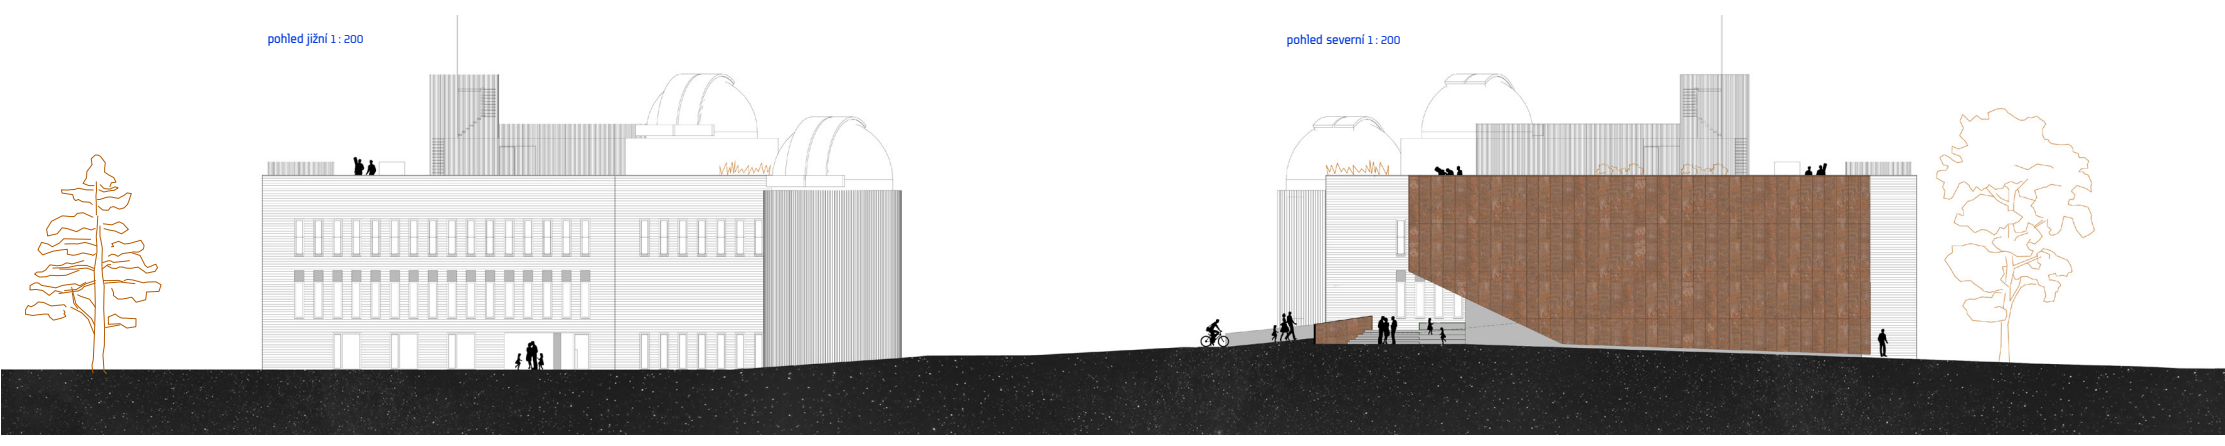 pohled jižní 1 : 200
pohled severní 1 : 200